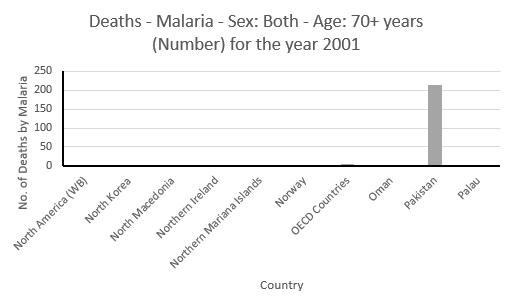 Deaths - Malaria - Sex: Both - Age: 70+ years
(Number) for the year 2001
No. of Deaths by Malaria
250
200
150
100
50
0
North America (WB)
North Korea
North Macedonia
Northern Ireland
Northern Mariana Islands
Norway
OECD Countries
Oman
Pakistan
Palau
Country